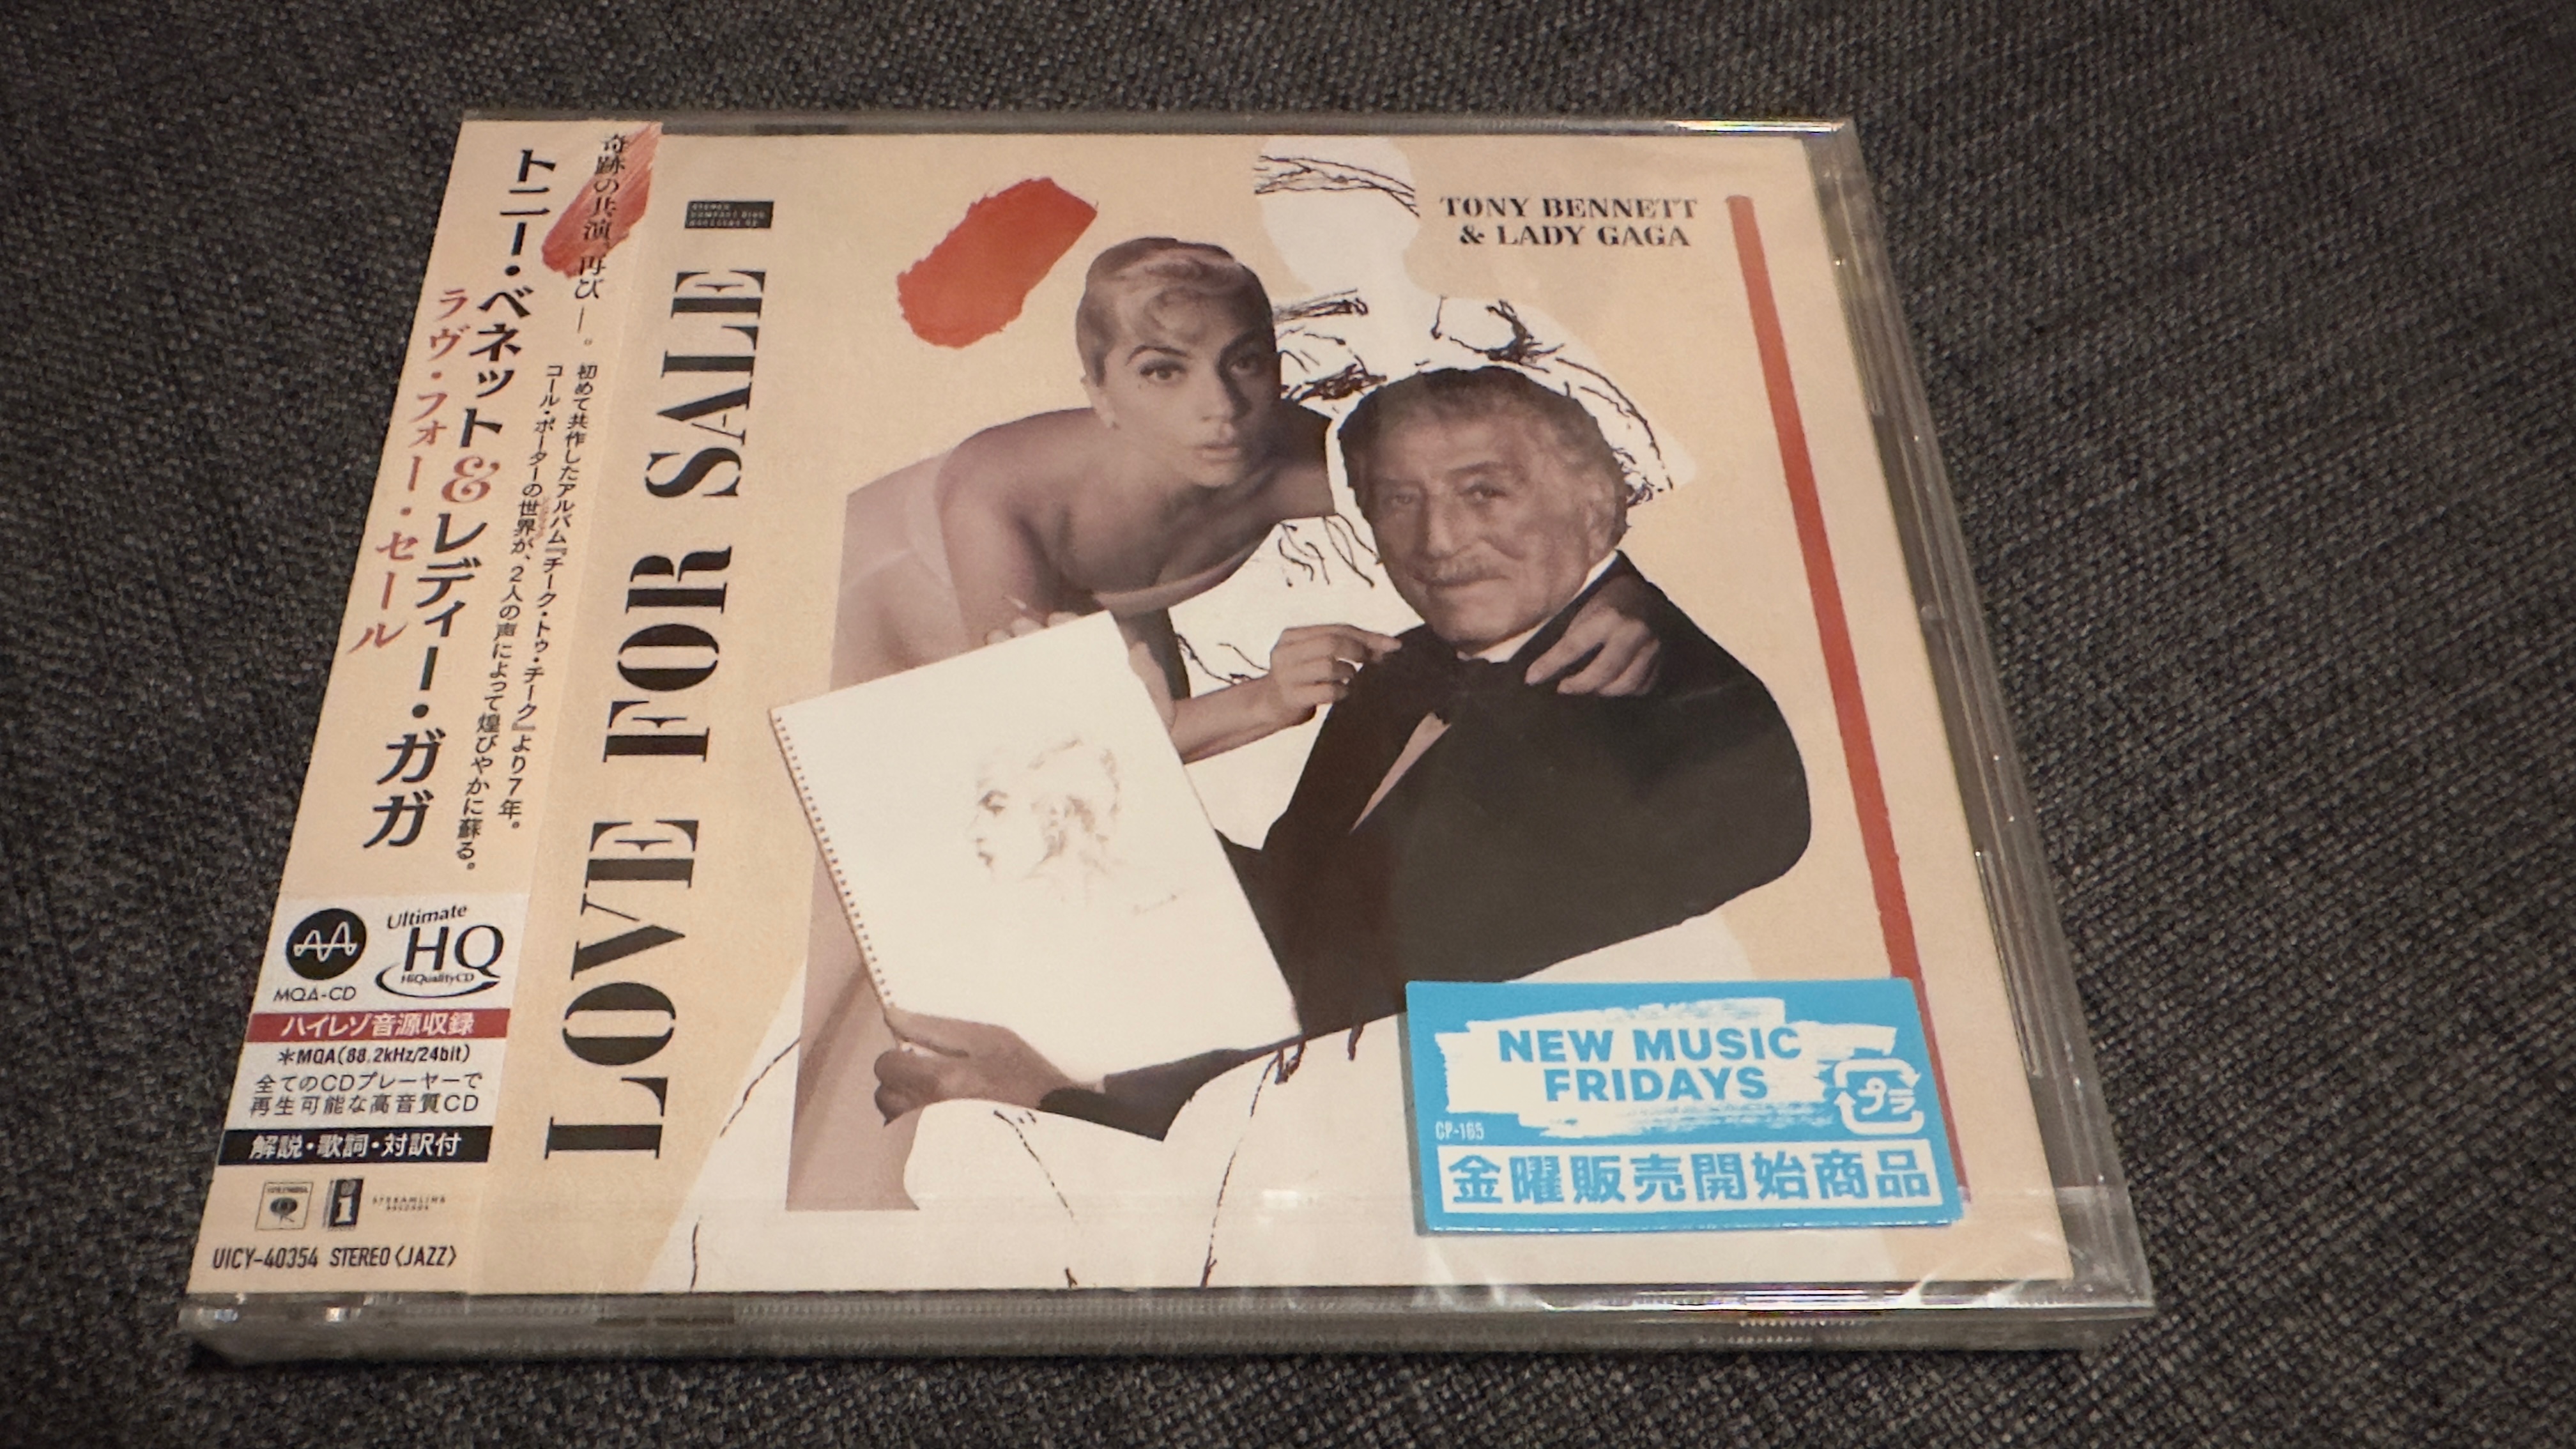 奇跡の共演、再び―。
初めて共作したアルバム『チーク・トゥ・チーク』より7年。
コール・ポーターの世界が、2人の声によって煌びやかに蘇る。
トニー・ベネット&レディー・ガガ
ラヴ・フォー・セール
MQA-CD
Ultimate
HQ
HiQualityCD
ハイレゾ音源収録
*MQA(88.2kHz/24bit)
全てのCDプレーヤーで
再生可能な高音質CD
解説・歌詞・対訳付
COLUMBIA
STREAMLINE
RECORDS
UICY-40354 STEREO〈JAZZ〉
LOVE FOR SALE
TONY BENNETT
& LADY GAGA
NEW MUSIC
FRIDAYS
プラ
CP-165
金曜販売開始商品